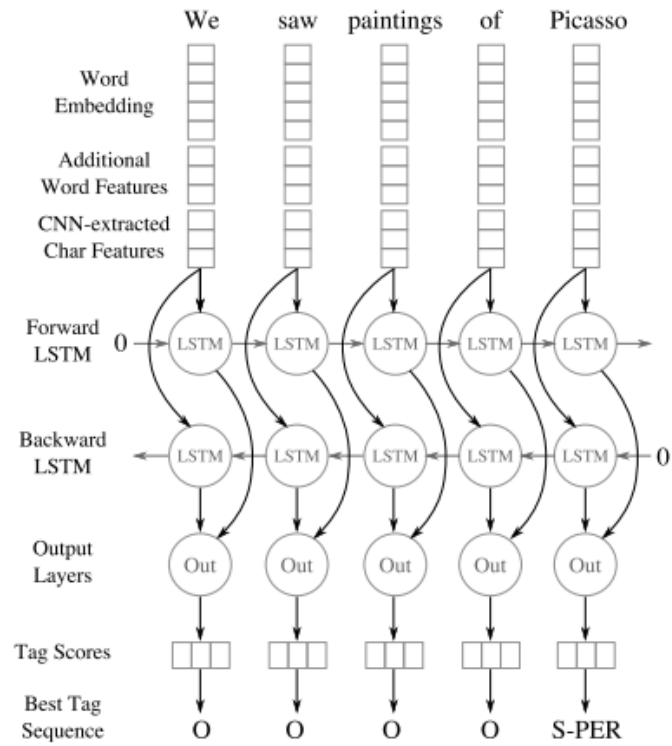 We saw paintings of Picasso
Word
Embedding
Additional
Word Features
CNN-extracted
Char Features
Forward
LSTM
0 LSTM LSTM LSTM LSTM LSTM
Backward
LSTM
LSTM LSTM LSTM LSTM LSTM 0
Output
Layers
Out Out Out Out Out
Tag Scores
Best Tag
Sequence
O O O O S-PER